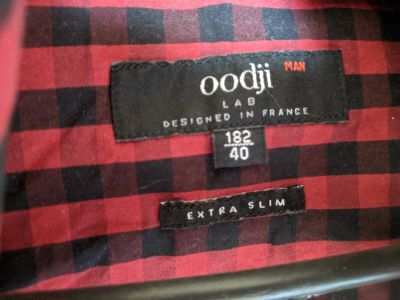 oodji MAN
LAB
DESIGNED IN FRANCE
182
40
EXTRA SLIM